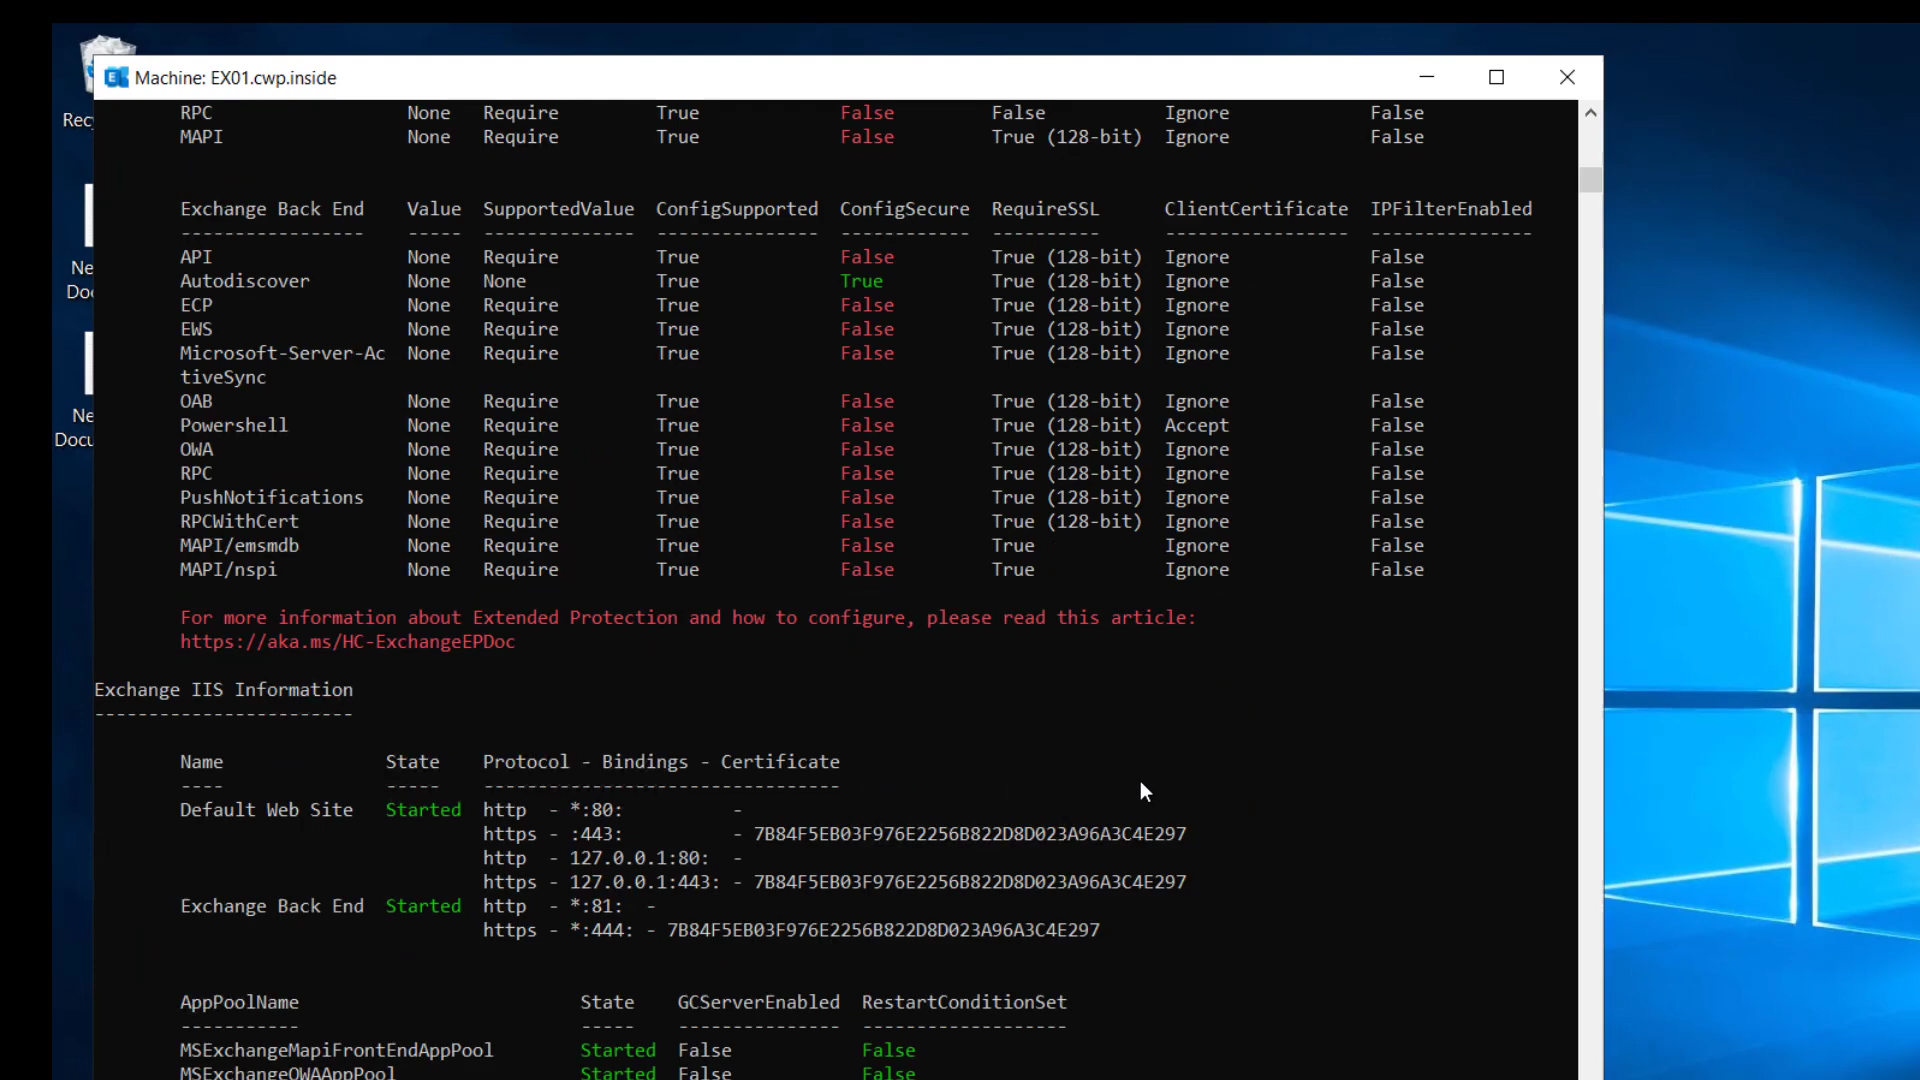 Machine: EX01.cwp.inside
Recy
Ne
Doc
Ne
Docu
RPC None Require True False False Ignore False
MAPI None Require True False True (128-bit) Ignore False
Exchange Back End Value SupportedValue ConfigSupported ConfigSecure RequireSSL ClientCertificate IPFilterEnabled
----------------- ----- -------------- --------------- ------------ ---------- ----------------- ---------------
API None Require True False True (128-bit) Ignore False
Autodiscover None None True True True (128-bit) Ignore False
ECP None Require True False True (128-bit) Ignore False
EWS None Require True False True (128-bit) Ignore False
Microsoft-Server-Ac None Require True False True (128-bit) Ignore False
tiveSync
OAB None Require True False True (128-bit) Ignore False
Powershell None Require True False True (128-bit) Accept False
OWA None Require True False True (128-bit) Ignore False
RPC None Require True False True (128-bit) Ignore False
PushNotifications None Require True False True (128-bit) Ignore False
RPCWithCert None Require True False True (128-bit) Ignore False
MAPI/emsmdb None Require True False True Ignore False
MAPI/nspi None Require True False True Ignore False
For more information about Extended Protection and how to configure, please read this article:
https://aka.ms/HC-ExchangeEPDoc
Exchange IIS Information
------------------------
Name State Protocol - Bindings - Certificate
---- ----- ---------------------------------
Default Web Site Started http - *:80: -
https - :443: - 7B84F5EB03F976E2256B822D8D023A96A3C4E297
http - 127.0.0.1:80: -
https - 127.0.0.1:443: - 7B84F5EB03F976E2256B822D8D023A96A3C4E297
Exchange Back End Started http - *:81: -
https - *:444: - 7B84F5EB03F976E2256B822D8D023A96A3C4E297
AppPoolName State GCServerEnabled RestartConditionSet
----------- ----- --------------- -------------------
MSExchangeMapiFrontEndAppPool Started False False
MSExchangeOWAAppPool Started False False